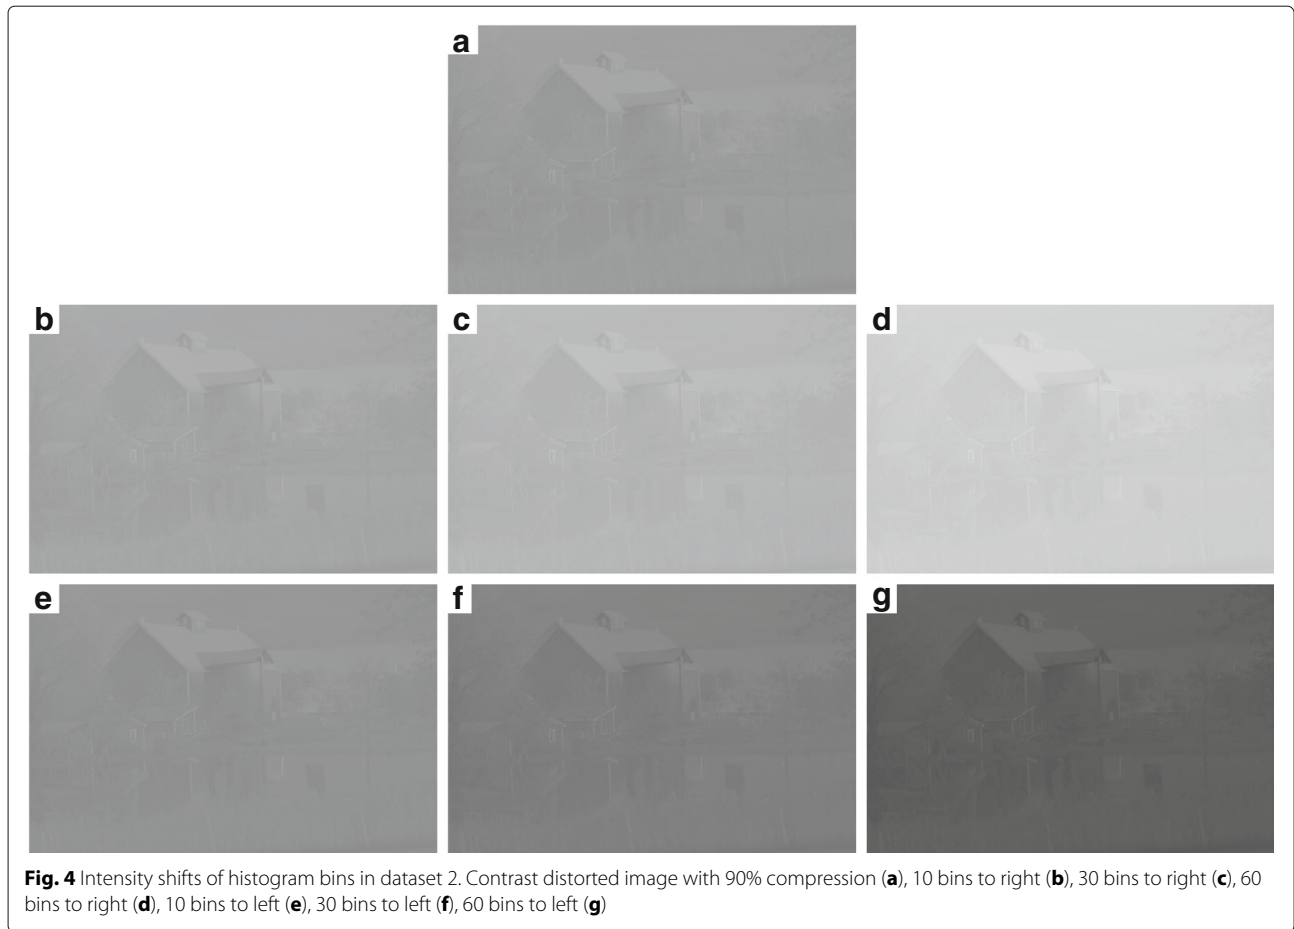 a
b
c
d
e
f
g
Fig. 4 Intensity shifts of histogram bins in dataset 2. Contrast distorted image with 90% compression (a), 10 bins to right (b), 30 bins to right (c), 60
bins to right (d), 10 bins to left (e), 30 bins to left (f), 60 bins to left (g)